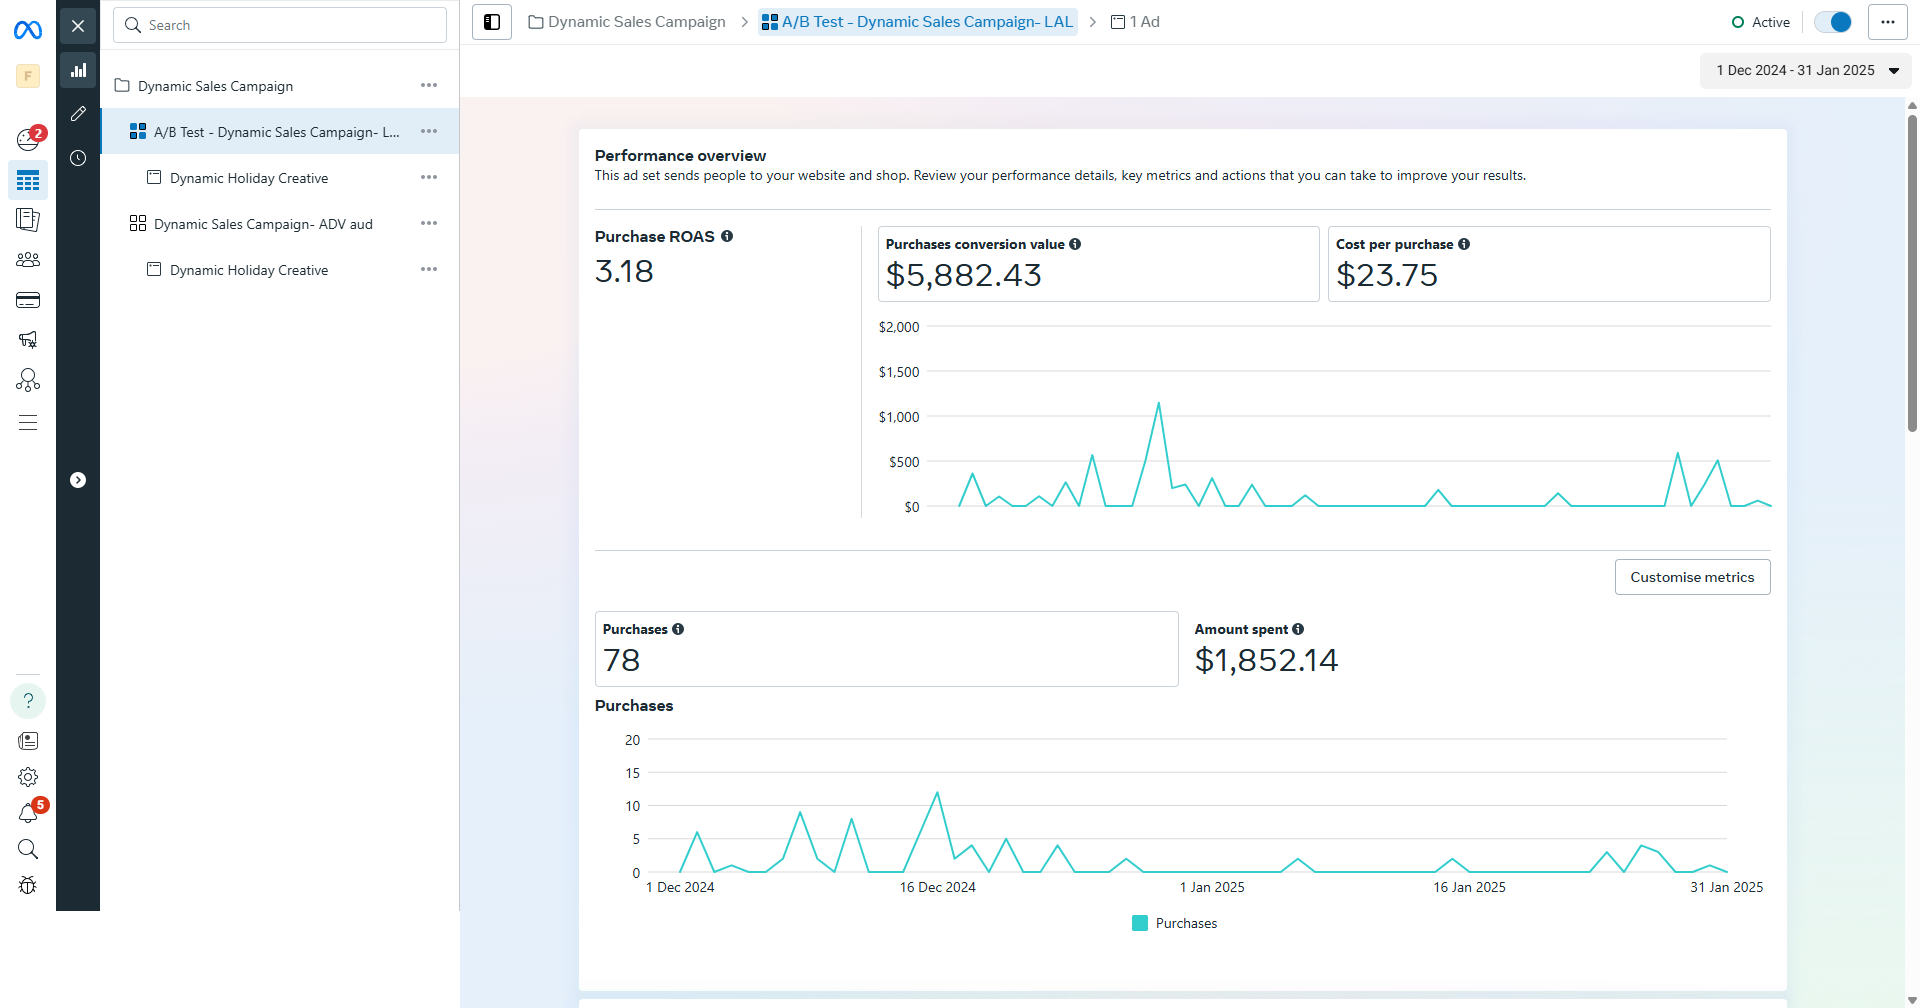 Search
Dynamic Sales Campaign
A/B Test - Dynamic Sales Campaign- LAL
1 Ad
Active
1 Dec 2024 - 31 Jan 2025
F
2
Dynamic Sales Campaign
A/B Test - Dynamic Sales Campaign- L...
Dynamic Holiday Creative
Dynamic Sales Campaign- ADV aud
Dynamic Holiday Creative
?
5
Performance overview
This ad set sends people to your website and shop. Review your performance details, key metrics and actions that you can take to improve your results.
Purchase ROAS
3.18
Purchases conversion value
$5,882.43
Cost per purchase
$23.75
$2,000
$1,500
$1,000
$500
$0
Customise metrics
Purchases
78
Amount spent
$1,852.14
Purchases
20
15
10
5
0
1 Dec 2024
16 Dec 2024
1 Jan 2025
16 Jan 2025
31 Jan 2025
Purchases